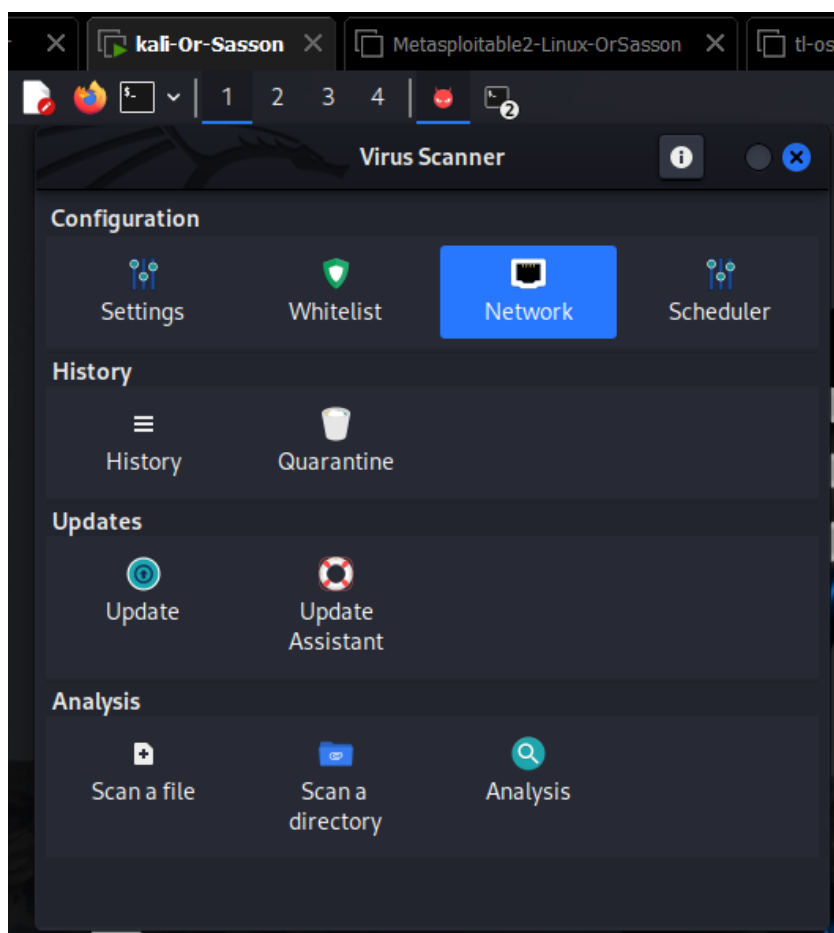 kali-Or-Sasson
Metasploitable2-Linux-OrSasson
tl-os
1 2 3 4
2
Virus Scanner
Configuration
Settings
Whitelist
Network
Scheduler
History
History
Quarantine
Updates
Update
Update
Assistant
Analysis
Scan a file
Scan a
directory
Analysis